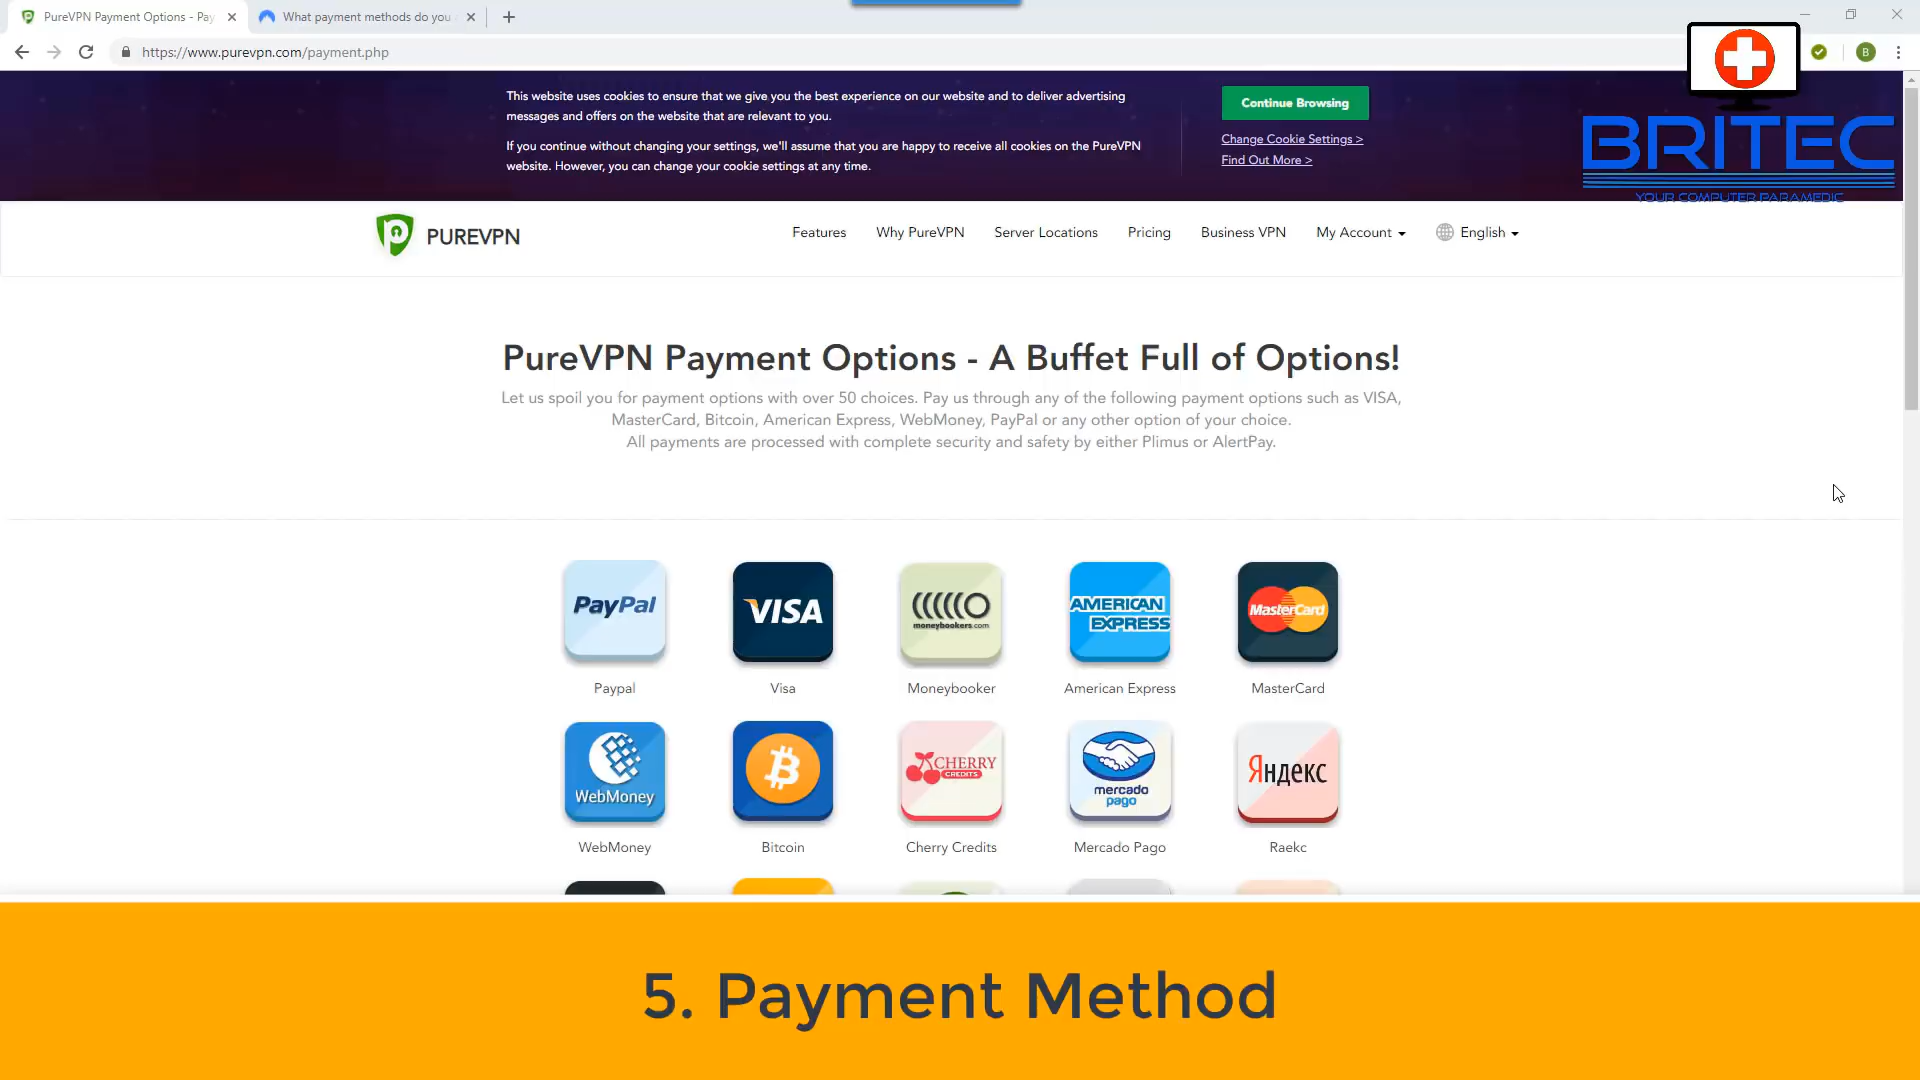 PureVPN Payment Options - Pay
What payment methods do you
https://www.purevpn.com/payment.php
B
This website uses cookies to ensure that we give you the best experience on our website and to deliver advertising
messages and offers on the website that are relevant to you.
If you continue without changing your settings, we'll assume that you are happy to receive all cookies on the PureVPN
website. However, you can change your cookie settings at any time.
Continue Browsing
Change Cookie Settings >
Find Out More >
BRITEC
YOUR COMPUTER PARAMEDIC
PUREVPN
Features
Why PureVPN
Server Locations
Pricing
Business VPN
My Account
English
PureVPN Payment Options - A Buffet Full of Options!
Let us spoil you for payment options with over 50 choices. Pay us through any of the following payment options such as VISA,
MasterCard, Bitcoin, American Express, WebMoney, PayPal or any other option of your choice.
All payments are processed with complete security and safety by either Plimus or AlertPay.
PayPal
VISA
moneybookers.com
AMERICAN
EXPRESS
MasterCard
Paypal
Visa
Moneybooker
American Express
MasterCard
WebMoney
CHERRY
CREDITS
mercado
pago
Яндекс
WebMoney
Bitcoin
Cherry Credits
Mercado Pago
Raekc
5. Payment Method